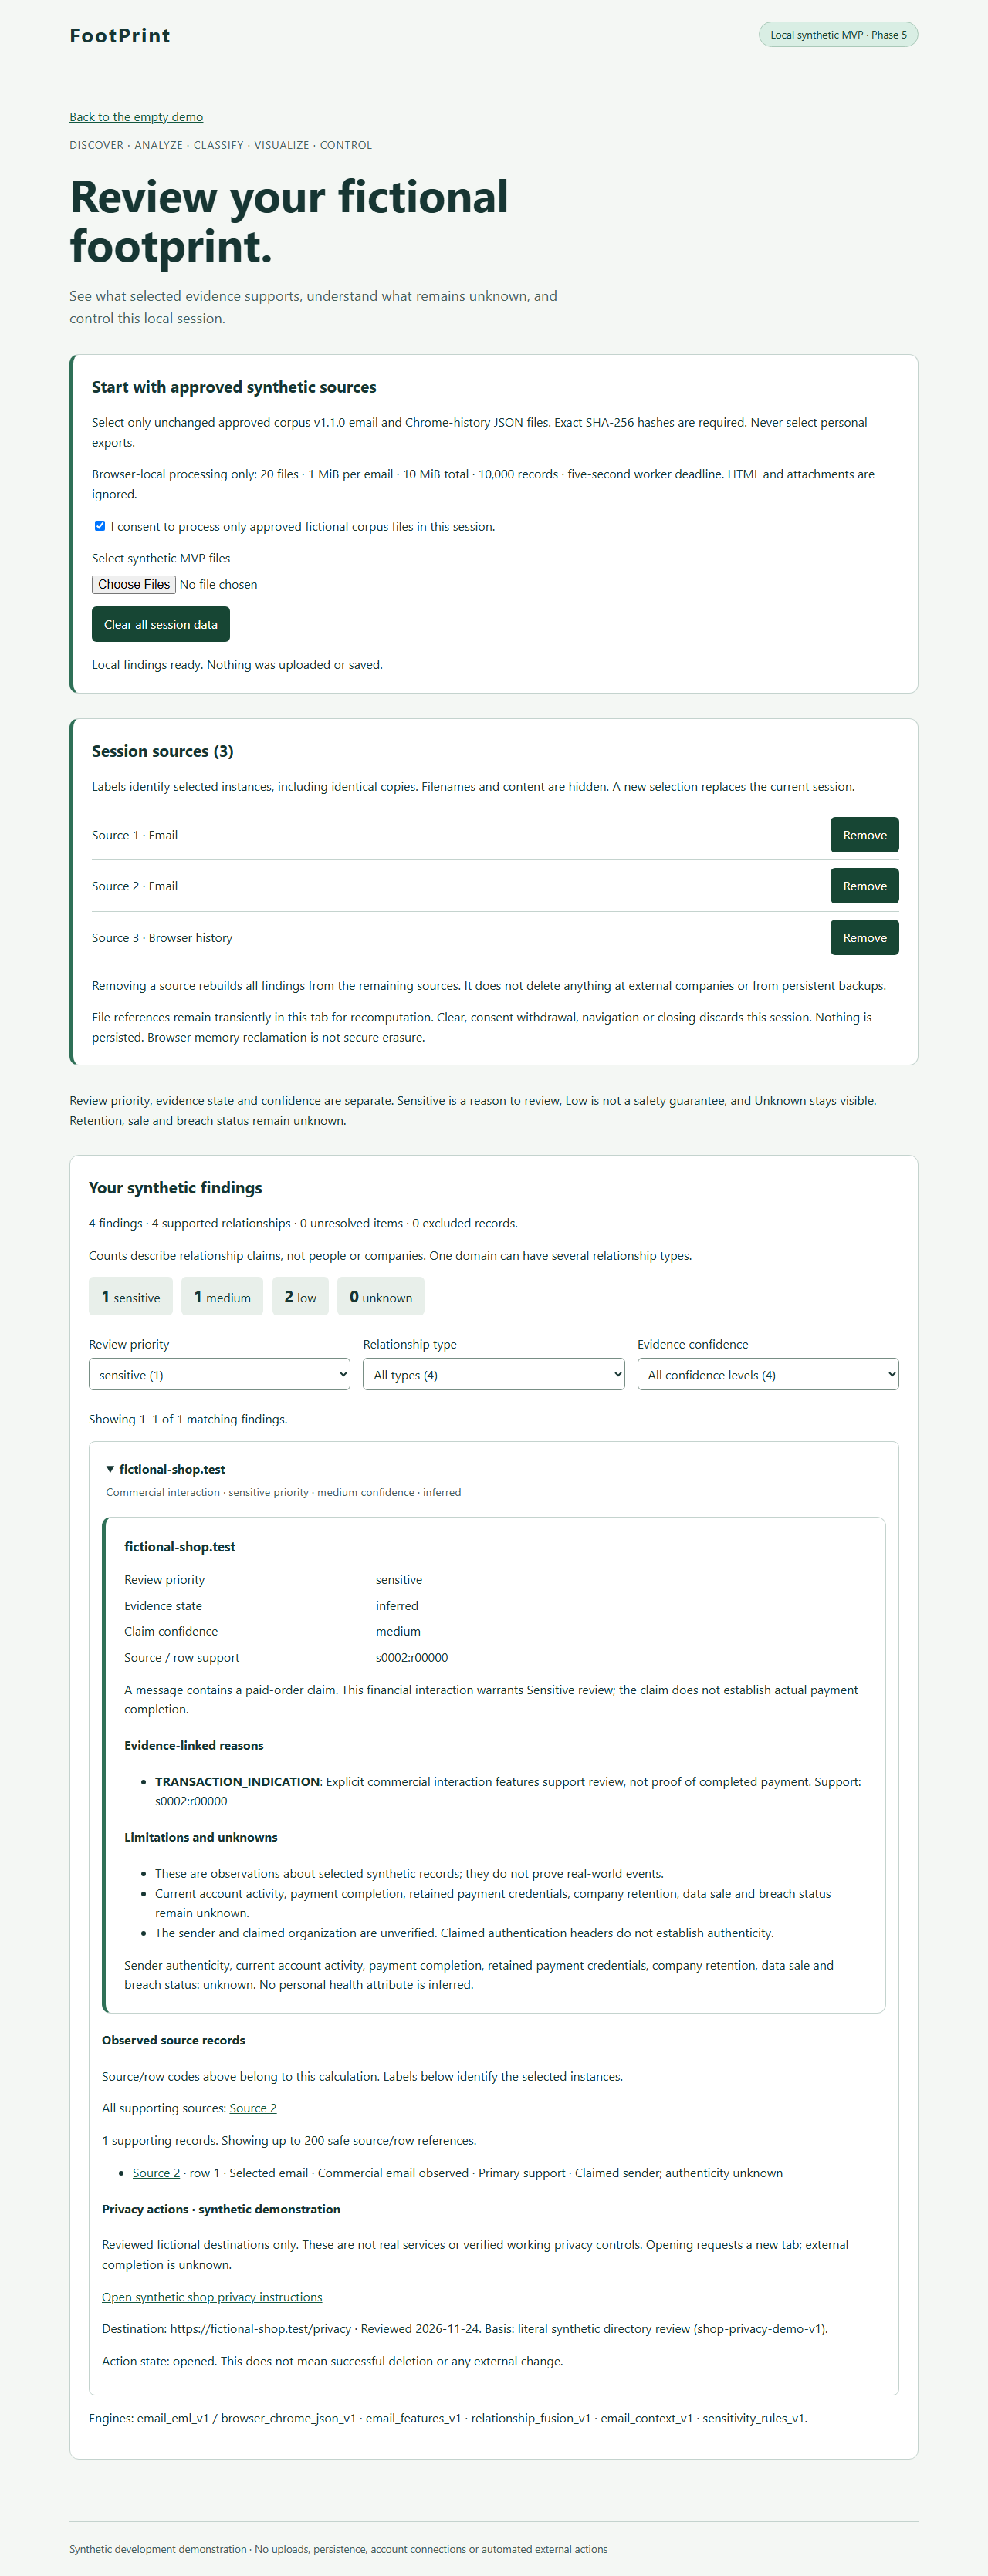 FootPrint
Local synthetic MVP · Phase 5
Back to the empty demo
DISCOVER · ANALYZE · CLASSIFY · VISUALIZE · CONTROL
Review your fictional
footprint.
See what selected evidence supports, understand what remains unknown, and
control this local session.
Start with approved synthetic sources
Select only unchanged approved corpus v1.1.0 email and Chrome-history JSON files. Exact SHA-256 hashes are required. Never select personal
exports.
Browser-local processing only: 20 files · 1 MiB per email · 10 MiB total · 10,000 records · five-second worker deadline. HTML and attachments are
ignored.
I consent to process only approved fictional corpus files in this session.
Select synthetic MVP files
Choose Files No file chosen
Clear all session data
Local findings ready. Nothing was uploaded or saved.
Session sources (3)
Labels identify selected instances, including identical copies. Filenames and content are hidden. A new selection replaces the current session.
Source 1 · Email
Remove
Source 2 · Email
Remove
Source 3 · Browser history
Remove
Removing a source rebuilds all findings from the remaining sources. It does not delete anything at external companies or from persistent backups.
File references remain transiently in this tab for recomputation. Clear, consent withdrawal, navigation or closing discards this session. Nothing is
persisted. Browser memory reclamation is not secure erasure.
Review priority, evidence state and confidence are separate. Sensitive is a reason to review, Low is not a safety guarantee, and Unknown stays visible.
Retention, sale and breach status remain unknown.
Your synthetic findings
4 findings · 4 supported relationships · 0 unresolved items · 0 excluded records.
Counts describe relationship claims, not people or companies. One domain can have several relationship types.
1 sensitive 1 medium 2 low 0 unknown
Review priority Relationship type Evidence confidence
sensitive (1) All types (4) All confidence levels (4)
Showing 1–1 of 1 matching findings.
▼ fictional-shop.test
Commercial interaction · sensitive priority · medium confidence · inferred
fictional-shop.test
Review priority sensitive
Evidence state inferred
Claim confidence medium
Source / row support s0002:r00000
A message contains a paid-order claim. This financial interaction warrants Sensitive review; the claim does not establish actual payment
completion.
Evidence-linked reasons
• TRANSACTION_INDICATION: Explicit commercial interaction features support review, not proof of completed payment. Support:
s0002:r00000
Limitations and unknowns
• These are observations about selected synthetic records; they do not prove real-world events.
• Current account activity, payment completion, retained payment credentials, company retention, data sale and breach status
remain unknown.
• The sender and claimed organization are unverified. Claimed authentication headers do not establish authenticity.
Sender authenticity, current account activity, payment completion, retained payment credentials, company retention, data sale and
breach status: unknown. No personal health attribute is inferred.
Observed source records
Source/row codes above belong to this calculation. Labels below identify the selected instances.
All supporting sources: Source 2
1 supporting records. Showing up to 200 safe source/row references.
• Source 2 · row 1 · Selected email · Commercial email observed · Primary support · Claimed sender; authenticity unknown
Privacy actions · synthetic demonstration
Reviewed fictional destinations only. These are not real services or verified working privacy controls. Opening requests a new tab; external
completion is unknown.
Open synthetic shop privacy instructions
Destination: https://fictional-shop.test/privacy · Reviewed 2026-11-24. Basis: literal synthetic directory review (shop-privacy-demo-v1).
Action state: opened. This does not mean successful deletion or any external change.
Engines: email_eml_v1 / browser_chrome_json_v1 · email_features_v1 · relationship_fusion_v1 · email_context_v1 · sensitivity_rules_v1.
Synthetic development demonstration · No uploads, persistence, account connections or automated external actions